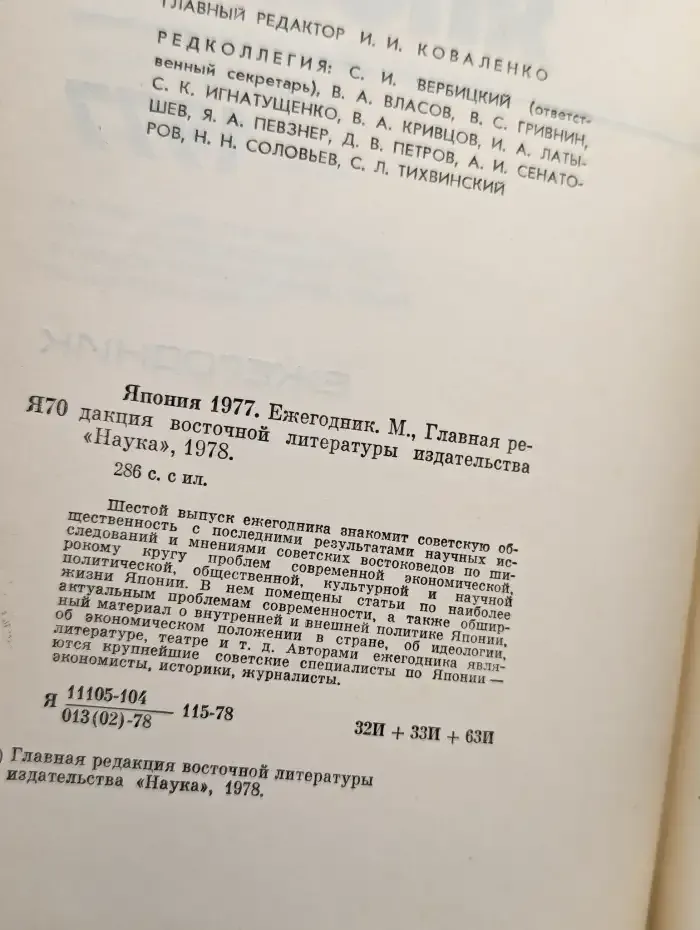 ГЛАВНЫЙ РЕДАКТОР И. И. КОВАЛЕНКО
РЕДКОЛЛЕГИЯ: С. И. ВЕРБИЦКИЙ (ответст-
венный секретарь), В. А. ВЛАСОВ, В. С. ГРИВНИН,
С. К. ИГНАТУЩЕНКО, В. А. КРИВЦОВ, И. А. ЛАТЫ-
ШЕВ, Я. А. ПЕВЗНЕР, Д. В. ПЕТРОВ, А. И. СЕНАТО-
РОВ, Н. Н. СОЛОВЬЕВ, С. Л. ТИХВИНСКИЙ
ЕЖЕГОДНИК
Япония 1977. Ежегодник. М., Главная ре-
Я70 дакция восточной литературы издательства
«Наука», 1978.
286 с. с ил.
Шестой выпуск ежегодника знакомит советскую об-
щественность с последними результатами научных ис-
следований и мнениями советских востоковедов по ши-
рокому кругу проблем современной экономической,
политической, общественной, культурной и научной
жизни Японии. В нем помещены статьи по наиболее
актуальным проблемам современности, а также обшир-
ный материал о внутренней и внешней политике Японии,
об экономическом положении в стране, об идеологии,
литературе, театре и т. д. Авторами ежегодника явля-
ются крупнейшие советские специалисты по Японии —
экономисты, историки, журналисты.
Я 11105-104
013(02)-78 115-78
32И + 33И + 63И
) Главная редакция восточной литературы
издательства «Наука», 1978.